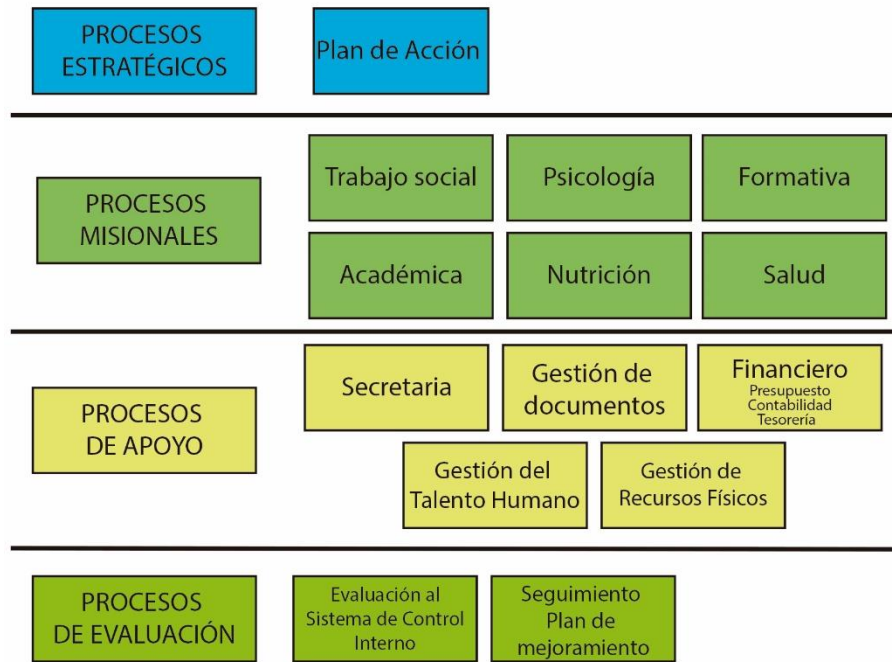 PROCESOS
ESTRATÉGICOS
Plan de Acción
PROCESOS
MISIONALES
Trabajo social
Psicología
Formativa
Académica
Nutrición
Salud
PROCESOS
DE APOYO
Secretaria
Gestión de
documentos
Financiero
Presupuesto
Contabilidad
Tesorería
Gestión del
Talento Humano
Gestión de
Recursos Físicos
PROCESOS
DE EVALUACIÓN
Evaluación al
Sistema de Control
Interno
Seguimiento
Plan de
mejoramiento